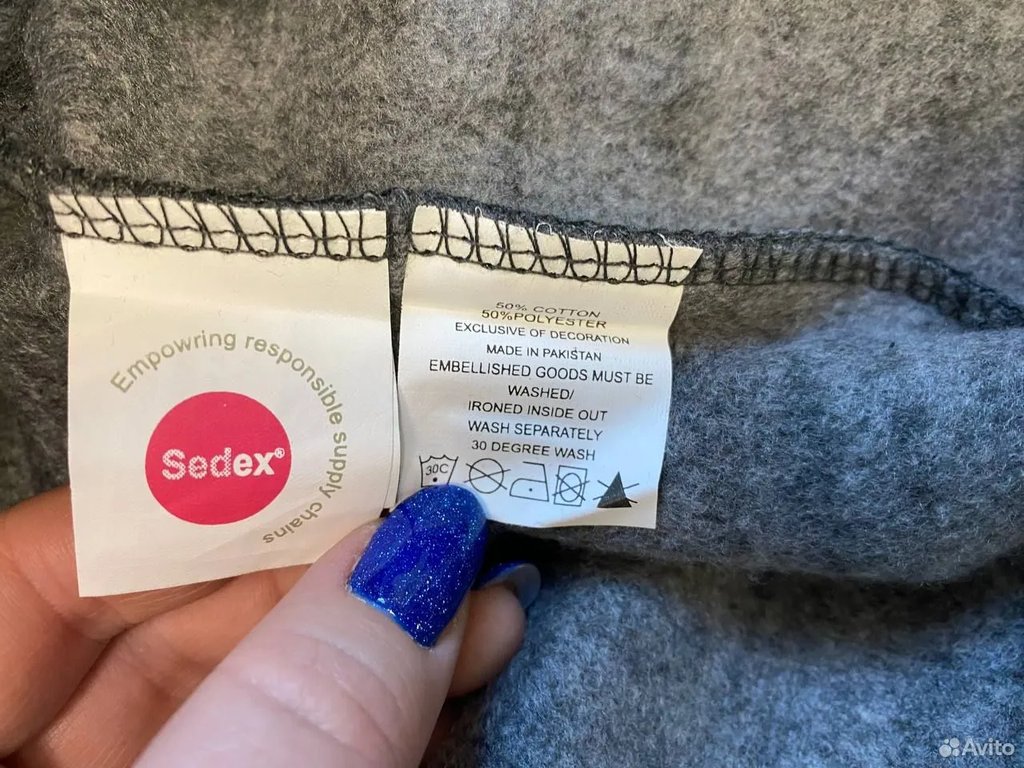 Empowering responsible supply chains
Sedex®
50% COTTON
50%POLYESTER
EXCLUSIVE OF DECORATION
MADE IN PAKISTAN
EMBELLISHED GOODS MUST BE
WASHED/
IRONED INSIDE OUT
WASH SEPARATELY
30 DEGREE WASH
30C
Avito